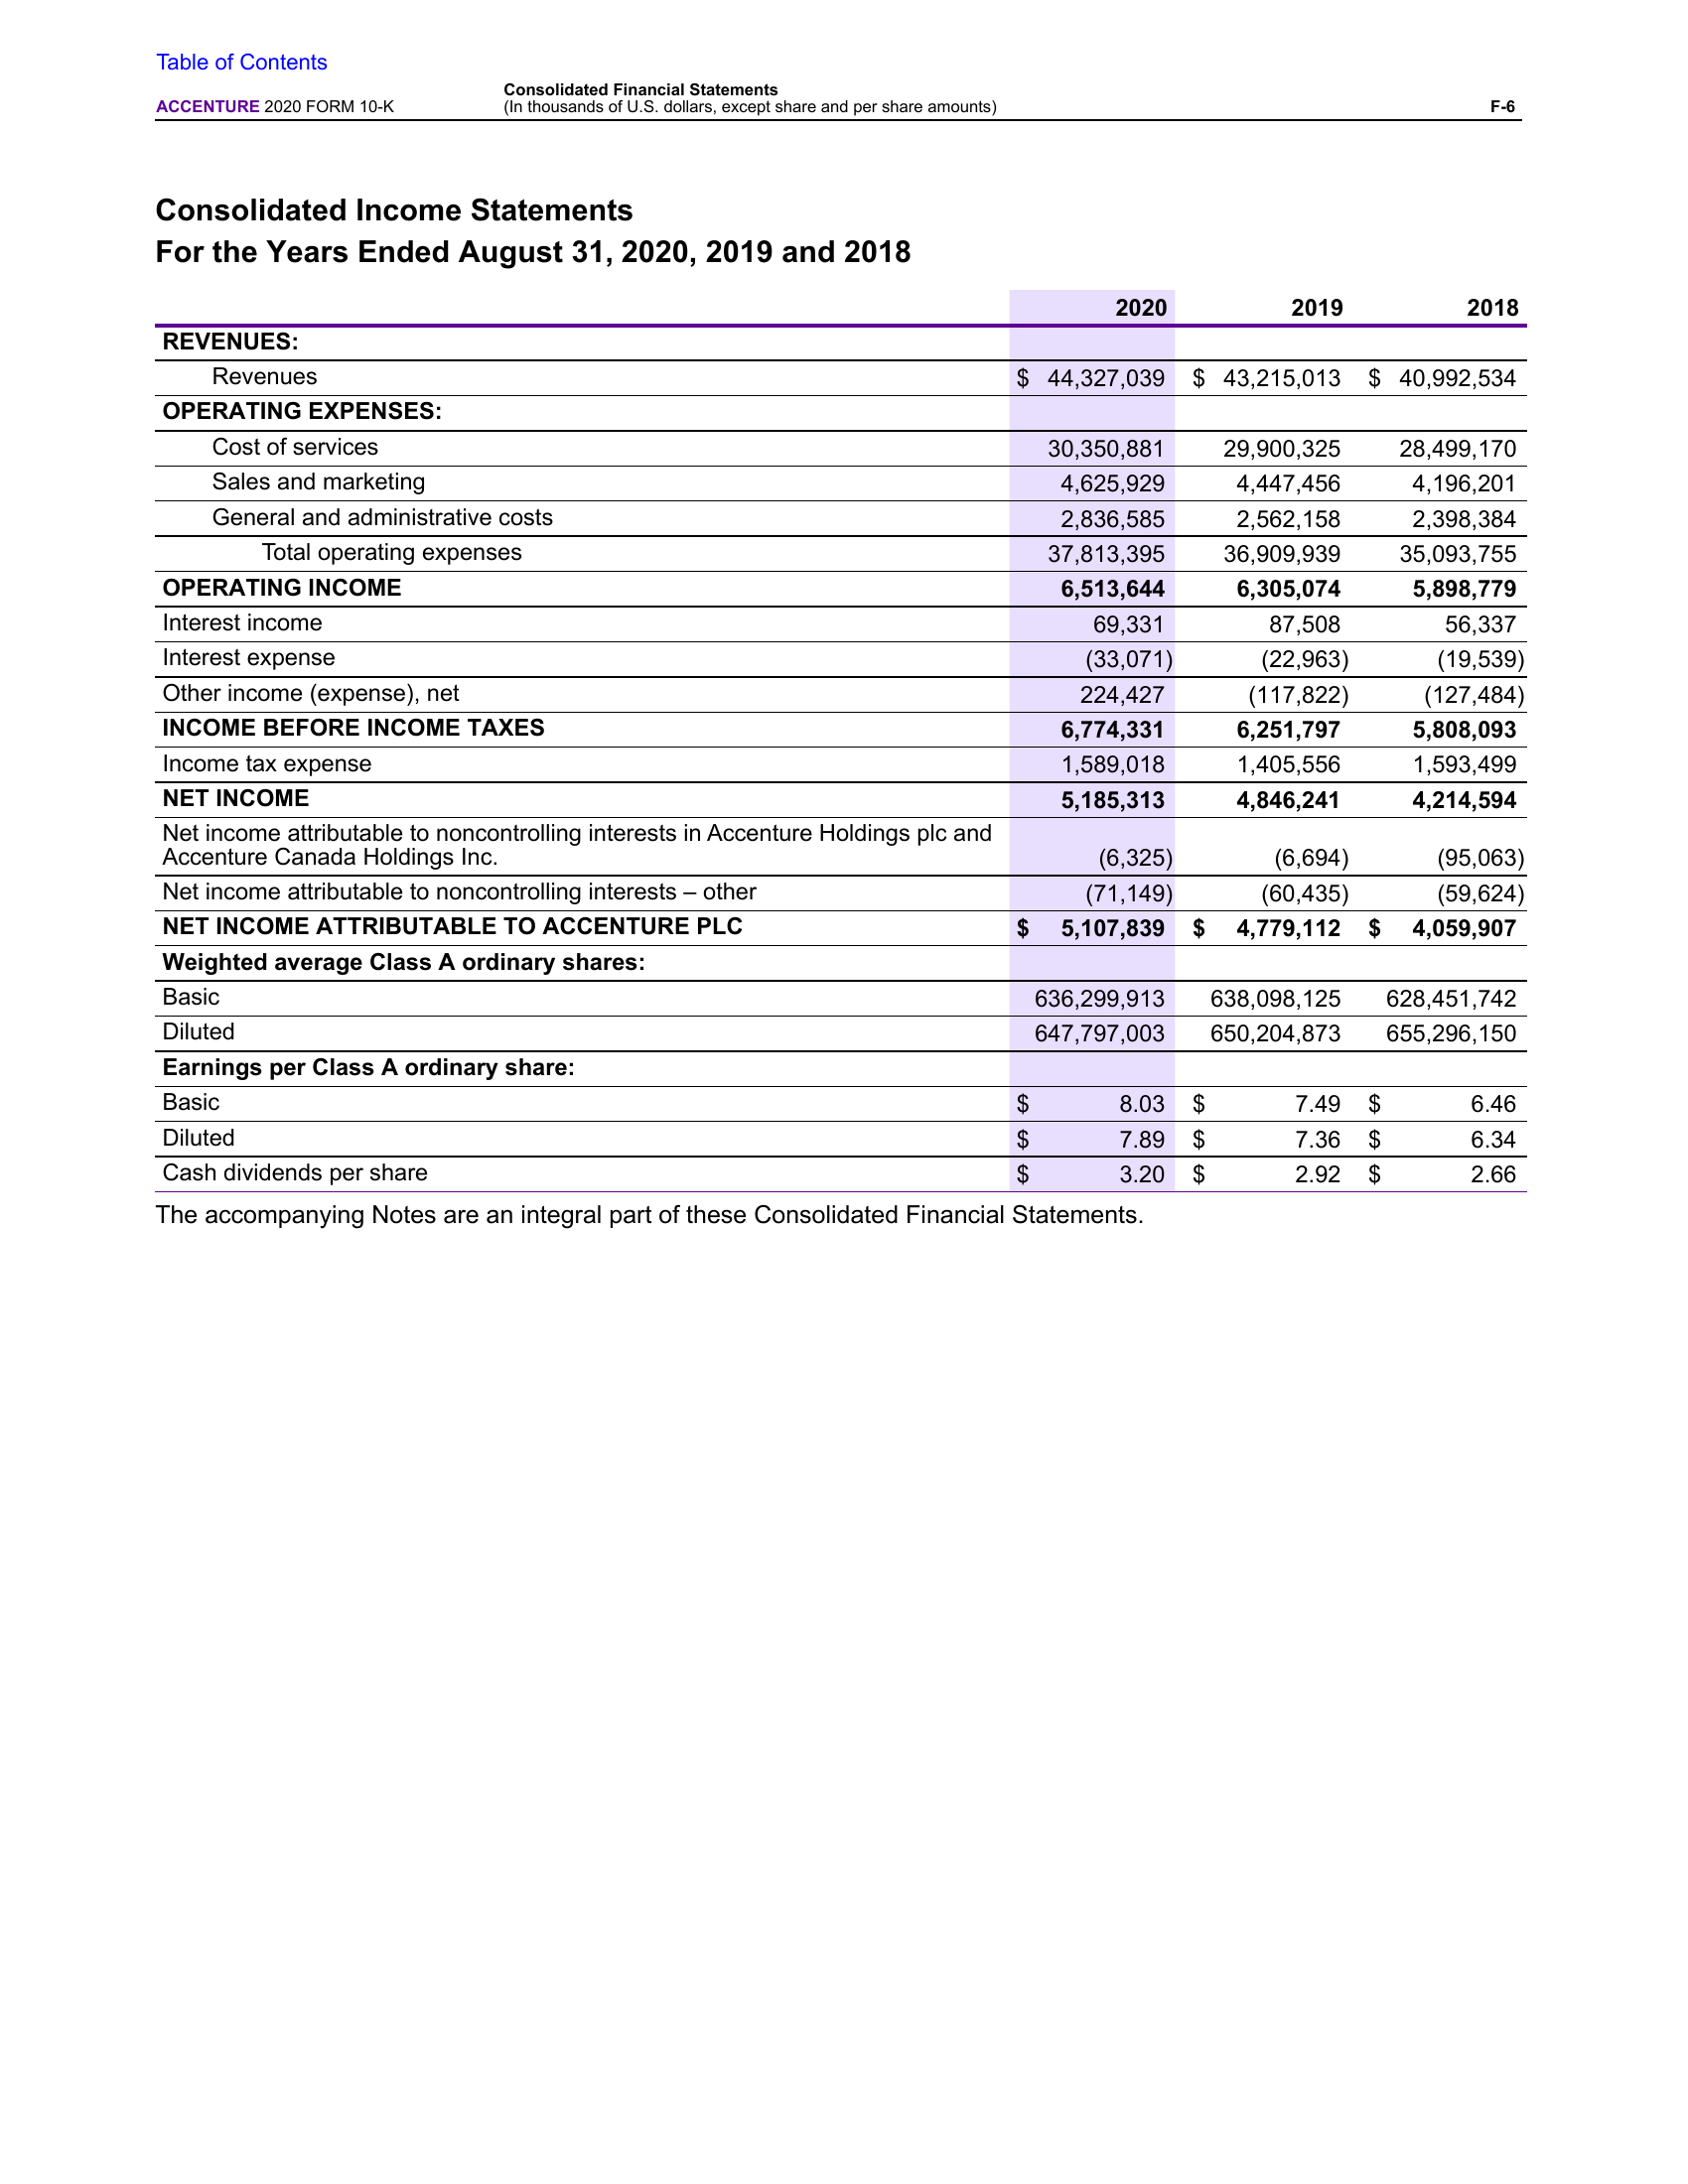 Table of Contents
Consolidated Financial Statements
ACCENTURE 2020 FORM 10-K (In thousands of U.S. dollars, except share and per share amounts) F-6
Consolidated Income Statements
For the Years Ended August 31, 2020, 2019 and 2018
2020 2019 2018
REVENUES:
Revenues $ 44,327,039 $ 43,215,013 $ 40,992,534
OPERATING EXPENSES:
Cost of services 30,350,881 29,900,325 28,499,170
Sales and marketing 4,625,929 4,447,456 4,196,201
General and administrative costs 2,836,585 2,562,158 2,398,384
Total operating expenses 37,813,395 36,909,939 35,093,755
OPERATING INCOME 6,513,644 6,305,074 5,898,779
Interest income 69,331 87,508 56,337
Interest expense (33,071) (22,963) (19,539)
Other income (expense), net 224,427 (117,822) (127,484)
INCOME BEFORE INCOME TAXES 6,774,331 6,251,797 5,808,093
Income tax expense 1,589,018 1,405,556 1,593,499
NET INCOME 5,185,313 4,846,241 4,214,594
Net income attributable to noncontrolling interests in Accenture Holdings plc and
Accenture Canada Holdings Inc. (6,325) (6,694) (95,063)
Net income attributable to noncontrolling interests – other (71,149) (60,435) (59,624)
NET INCOME ATTRIBUTABLE TO ACCENTURE PLC $ 5,107,839 $ 4,779,112 $ 4,059,907
Weighted average Class A ordinary shares:
Basic 636,299,913 638,098,125 628,451,742
Diluted 647,797,003 650,204,873 655,296,150
Earnings per Class A ordinary share:
Basic $ 8.03 $ 7.49 $ 6.46
Diluted $ 7.89 $ 7.36 $ 6.34
Cash dividends per share $ 3.20 $ 2.92 $ 2.66
The accompanying Notes are an integral part of these Consolidated Financial Statements.